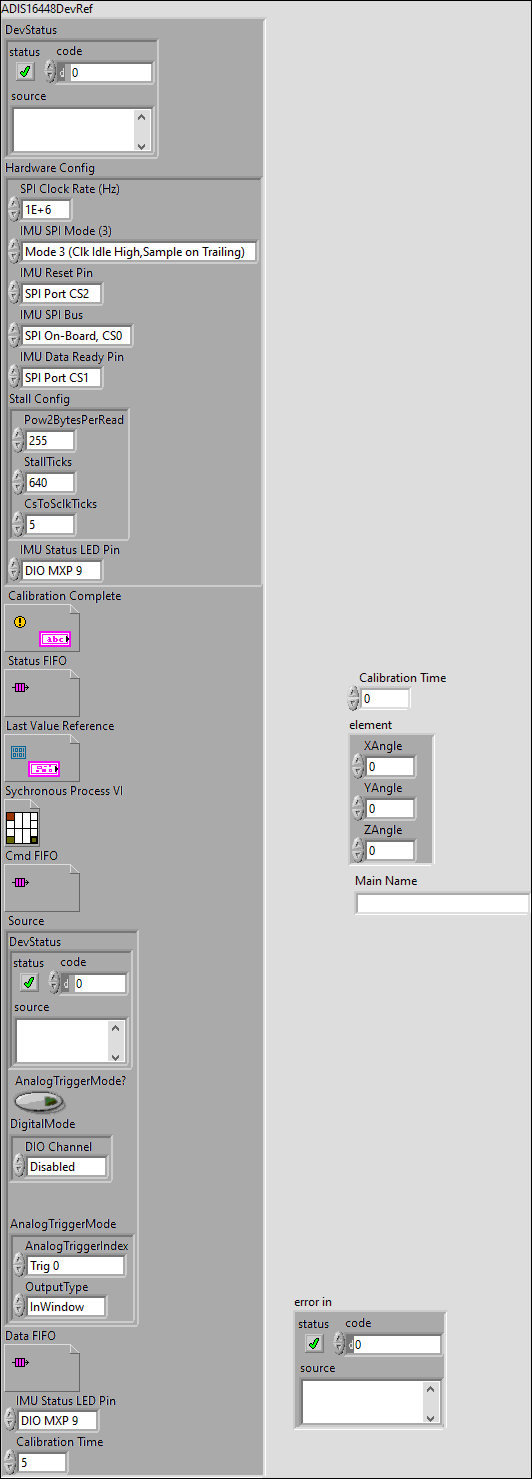 ADIS16448DevRef
DevStatus
status code
d 0
source
Hardware Config
SPI Clock Rate (Hz)
1E+6
IMU SPI Mode (3)
Mode 3 (Clk Idle High,Sample on Trailing)
IMU Reset Pin
SPI Port CS2
IMU SPI Bus
SPI On-Board, CS0
IMU Data Ready Pin
SPI Port CS1
Stall Config
Pow2BytesPerRead
255
StallTicks
640
CsToSclkTicks
5
IMU Status LED Pin
DIO MXP 9
Calibration Complete
abc
Status FIFO
Last Value Reference
Sychronous Process VI
Cmd FIFO
Source
DevStatus
status code
d 0
source
AnalogTriggerMode?
DigitalMode
DIO Channel
Disabled
AnalogTriggerMode
AnalogTriggerIndex
Trig 0
OutputType
InWindow
Data FIFO
IMU Status LED Pin
DIO MXP 9
Calibration Time
5
Calibration Time
0
element
XAngle
0
YAngle
0
ZAngle
0
Main Name
error in
status code
d 0
source